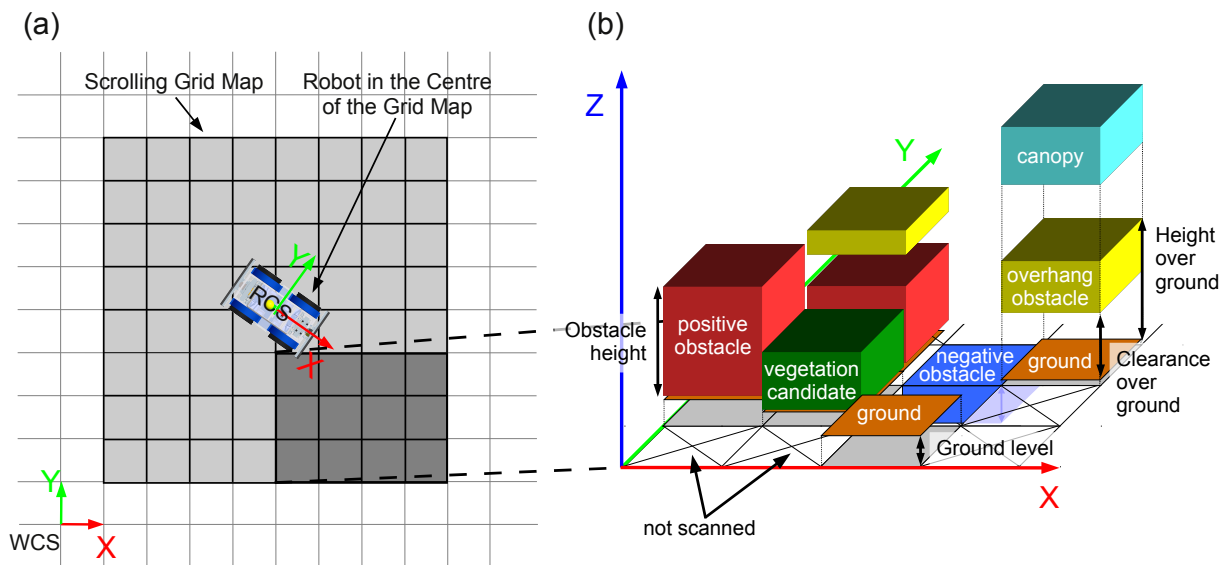 (a)
Scrolling Grid Map
Robot in the Centre
of the Grid Map
Y
RCS
X
Y
X
WCS
(b)
Z
Y
canopy
Height
over
ground
overhang
obstacle
Obstacle
height
positive
obstacle
vegetation
candidate
negative
obstacle
ground
Clearance
over
ground
ground
Ground level
X
not scanned